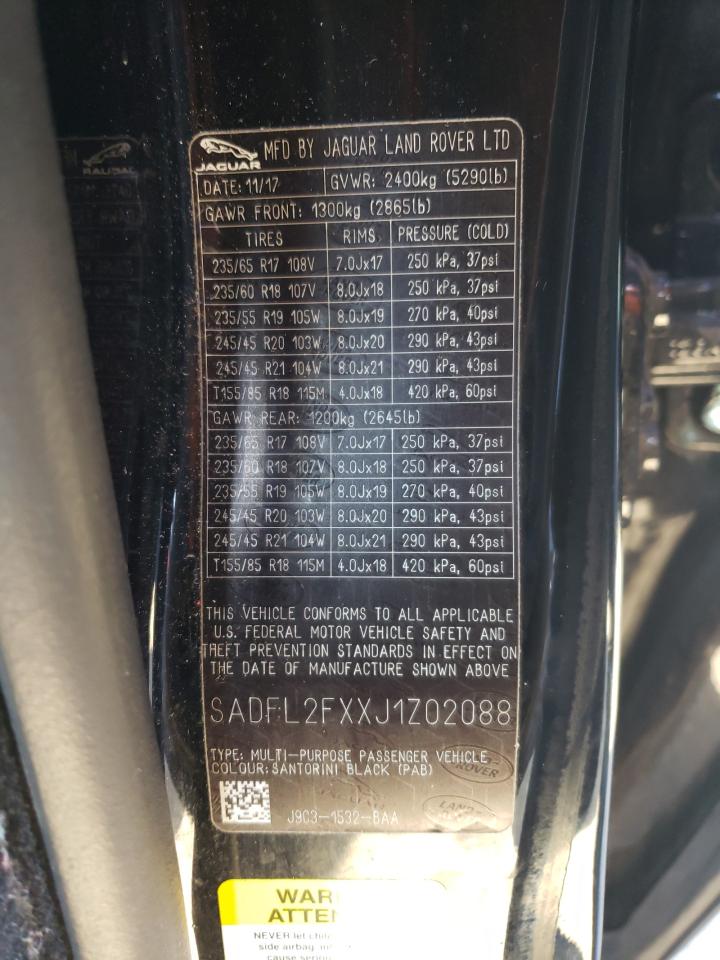 JAGUAR
MFD BY JAGUAR LAND ROVER LTD
DATE: 11/17 GVWR: 2400kg (5290lb)
GAWR FRONT: 1300kg (2865lb)
TIRES RIMS PRESSURE (COLD)
235/65 R17 108V 7.0Jx17 250 kPa, 37psi
235/60 R18 107V 8.0Jx18 250 kPa, 37psi
235/55 R19 105W 8.0Jx19 270 kPa, 40psi
245/45 R20 103W 8.0Jx20 290 kPa, 43psi
245/45 R21 104W 8.0Jx21 290 kPa, 43psi
T155/85 R18 115M 4.0Jx18 420 kPa, 60psi
GAWR REAR: 1200kg (2645lb)
235/65 R17 108V 7.0Jx17 250 kPa, 37psi
235/60 R18 107V 8.0Jx18 250 kPa, 37psi
235/55 R19 105W 8.0Jx19 270 kPa, 40psi
245/45 R20 103W 8.0Jx20 290 kPa, 43psi
245/45 R21 104W 8.0Jx21 290 kPa, 43psi
T155/85 R18 115M 4.0Jx18 420 kPa, 60psi
THIS VEHICLE CONFORMS TO ALL APPLICABLE
U.S. FEDERAL MOTOR VEHICLE SAFETY AND
THEFT PREVENTION STANDARDS IN EFFECT ON
THE DATE OF MANUFACTURE SHOWN ABOVE
SADFL2FXXJ1Z02088
TYPE: MULTI-PURPOSE PASSENGER VEHICLE
COLOUR: SANTORINI BLACK (PAB)
J9C3-1532-BAA
WAR
ATTEN
NEVER let chil
side airbag
cause